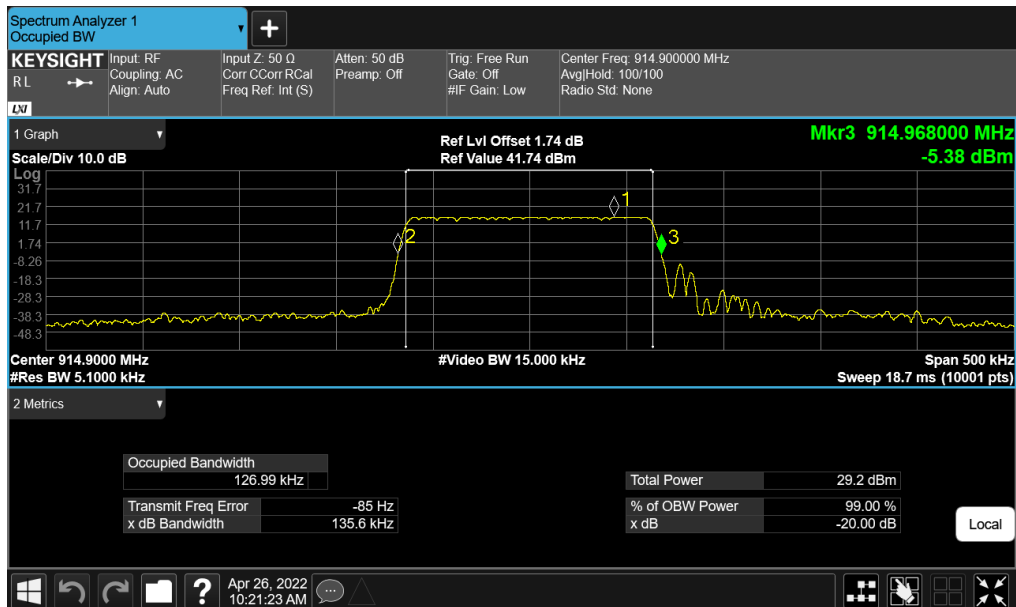 Spectrum Analyzer 1
Occupied BW
+
KEYSIGHT
R L
LXI
Input: RF
Coupling: AC
Align: Auto
Input Z: 50 Ω
Corr CCorr RCal
Freq Ref: Int (S)
Atten: 50 dB
Preamp: Off
Trig: Free Run
Gate: Off
#IF Gain: Low
Center Freq: 914.900000 MHz
Avg|Hold: 100/100
Radio Std: None
1 Graph
Scale/Div 10.0 dB
Ref Lvl Offset 1.74 dB
Ref Value 41.74 dBm
Mkr3 914.968000 MHz
-5.38 dBm
Log
31.7
21.7
11.7
1.74
-8.26
-18.3
-28.3
-38.3
-48.3
1
2
3
Center 914.9000 MHz
#Res BW 5.1000 kHz
#Video BW 15.000 kHz
Span 500 kHz
Sweep 18.7 ms (10001 pts)
2 Metrics
Occupied Bandwidth
126.99 kHz
Transmit Freq Error -85 Hz
x dB Bandwidth 135.6 kHz
Total Power 29.2 dBm
% of OBW Power 99.00 %
x dB -20.00 dB
Local
?
Apr 26, 2022
10:21:23 AM